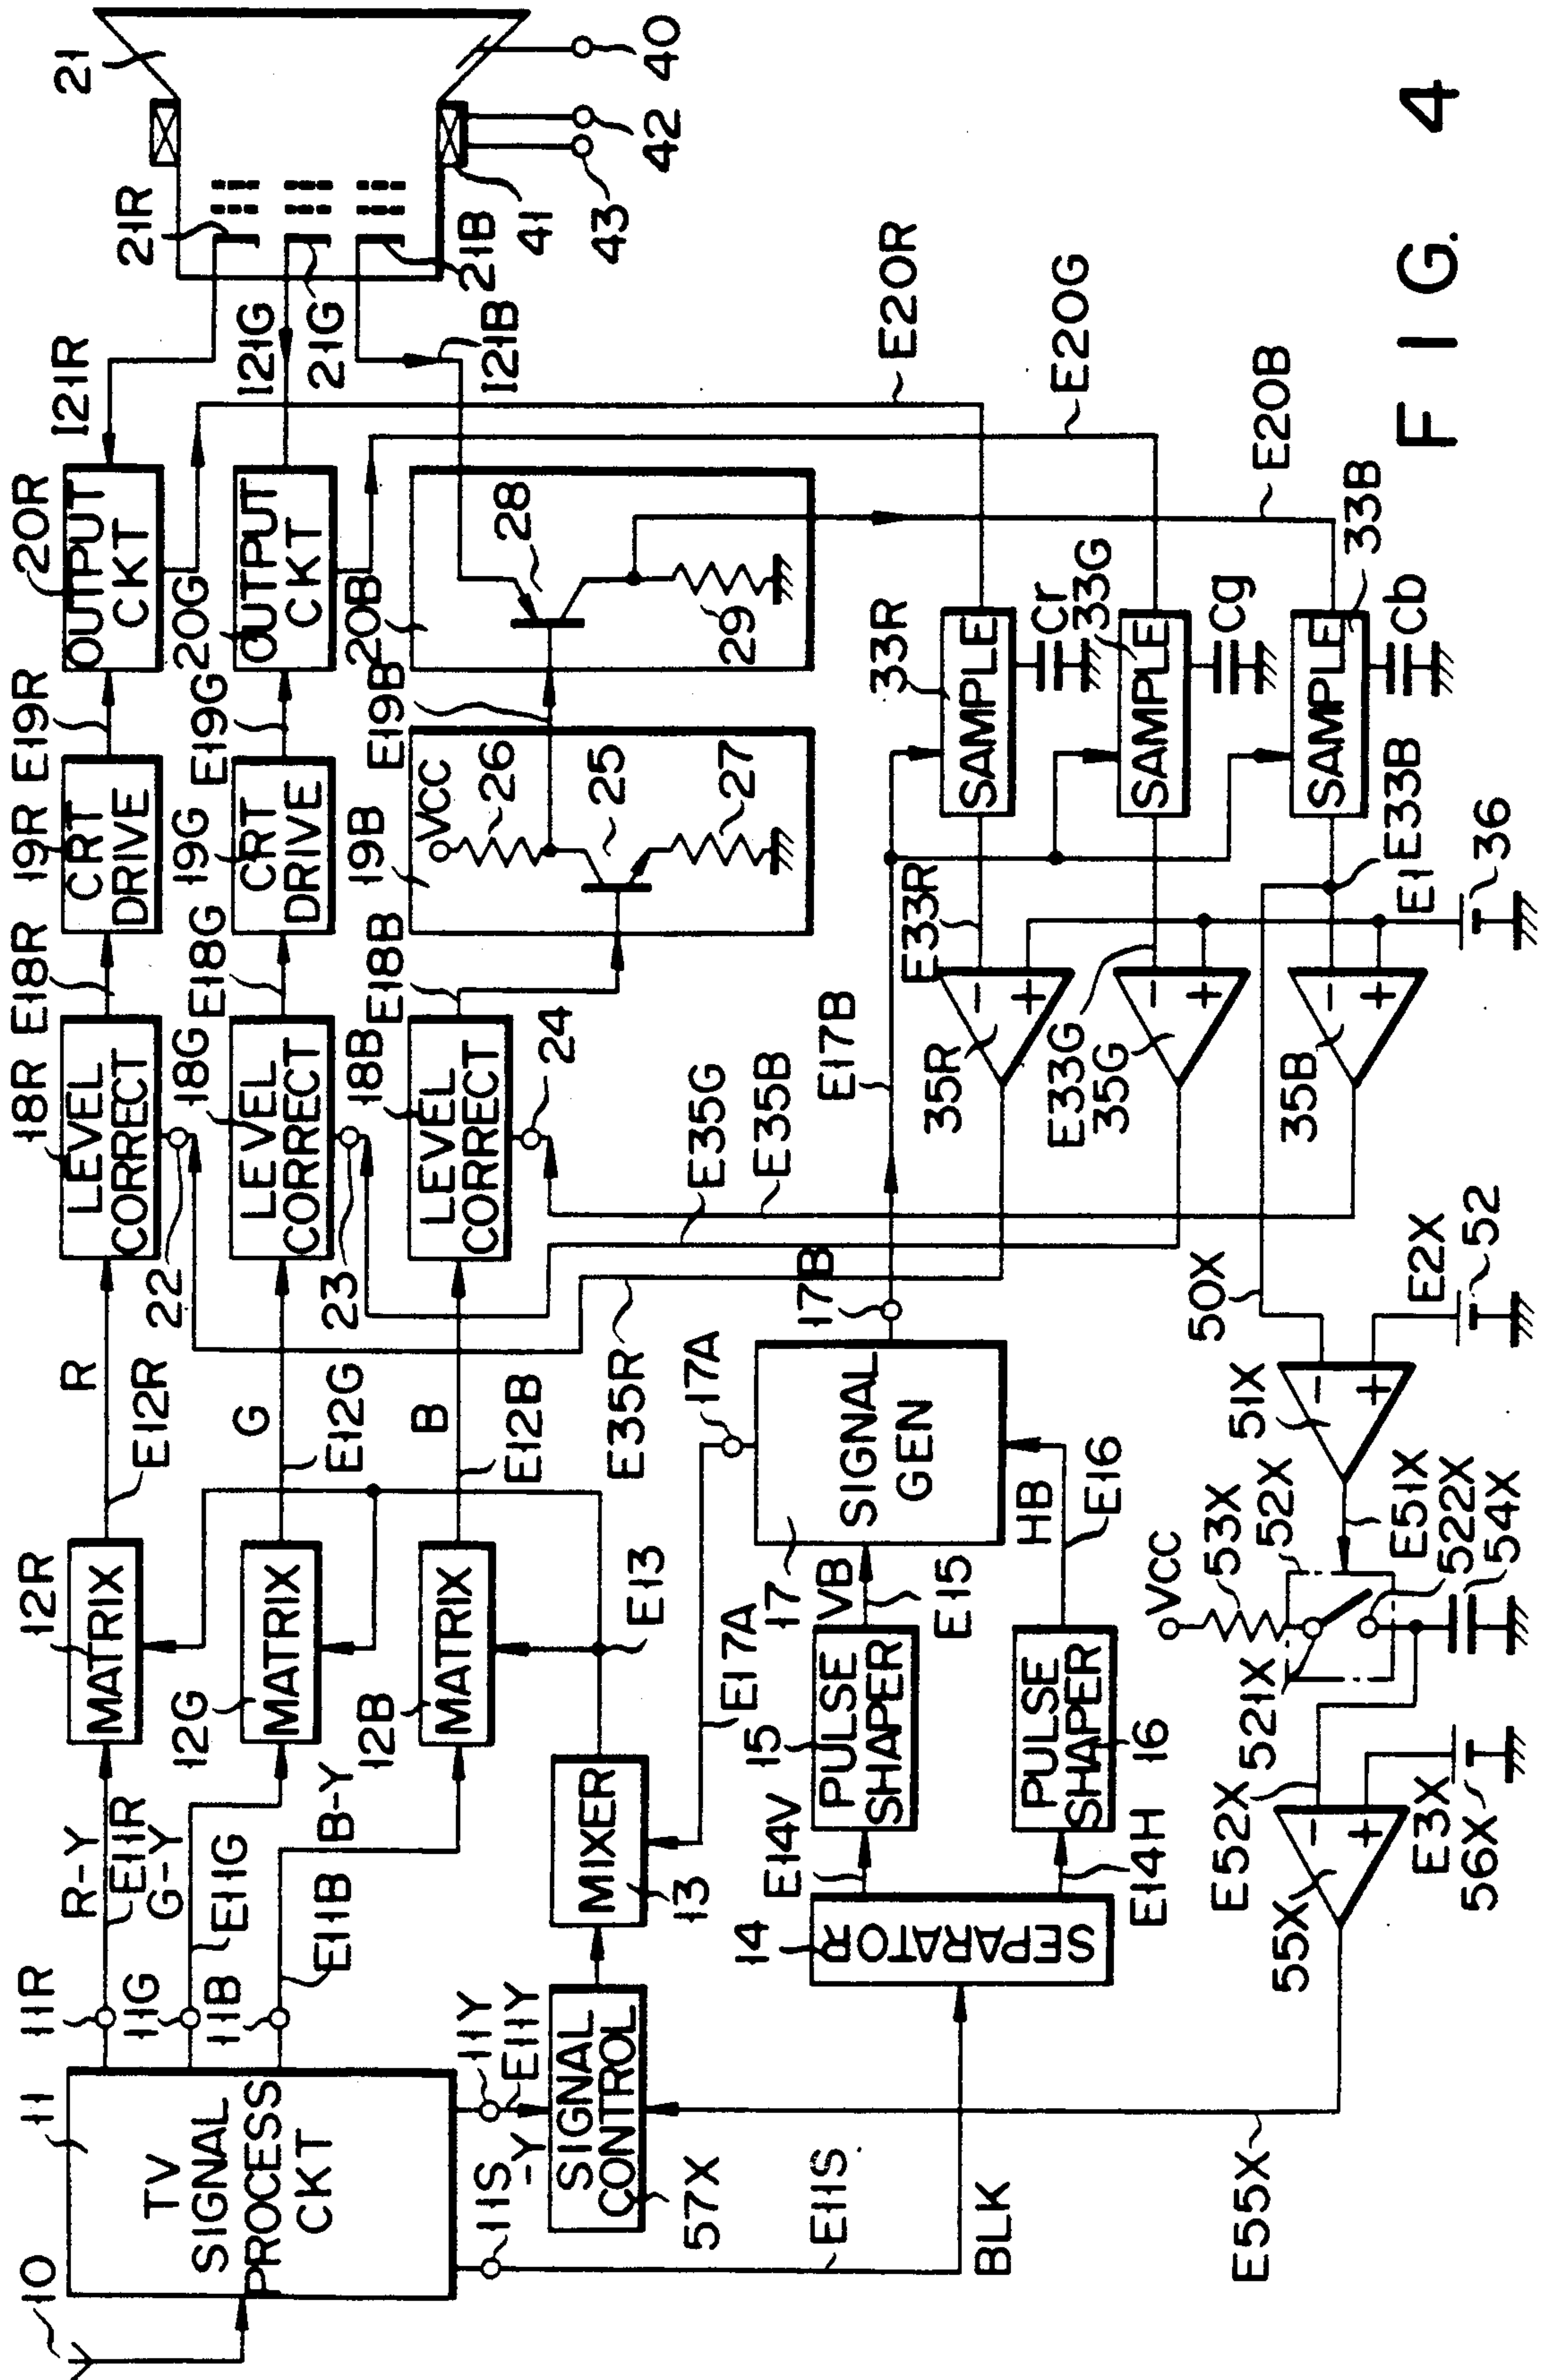 10
11
TV
SIGNAL
PROCESS
CKT
11R
11G
11B
R-Y
E11R
G-Y
E11G
B-Y
E11B
11Y
E11Y
-Y
11S
E11S
BLK
SIGNAL
CONTROL
57X
MIXER
13
E13
12R
MATRIX
12G
MATRIX
12B
MATRIX
R
E12R
G
E12G
B
E12B
18R
LEVEL
CORRECT
22
E18R
18G
LEVEL
CORRECT
23
E18G
18B
LEVEL
CORRECT
24
E18B
19R
CRT
DRIVE
E19R
19G
CRT
DRIVE
E19G
19B
VCC
26
25
27
E19B
20R
OUTPUT
CKT
20G
OUTPUT
CKT
20B
28
29
I21R
I21G
I21B
21R
21G
21B
21
41
40
42
43
E20R
E20G
E20B
14
SEPARATOR
E14V
E14H
15
PULSE
SHAPER
VB
E15
PULSE
SHAPER
16
HB
E16
17
SIGNAL
GEN
17A
E17A
17B
E17B
E35R
E35G
E35B
33R
SAMPLE
Cr
33G
SAMPLE
Cg
33B
SAMPLE
Cb
E33R
- +
35R
E33G
- +
35G
E33B
E1
- +
35B
36
50X
51X
- +
E2X
52
E51X
52X
VCC
53X
521X
522X
54X
E52X
55X
- +
E3X
56X
E55X
FIG. 4